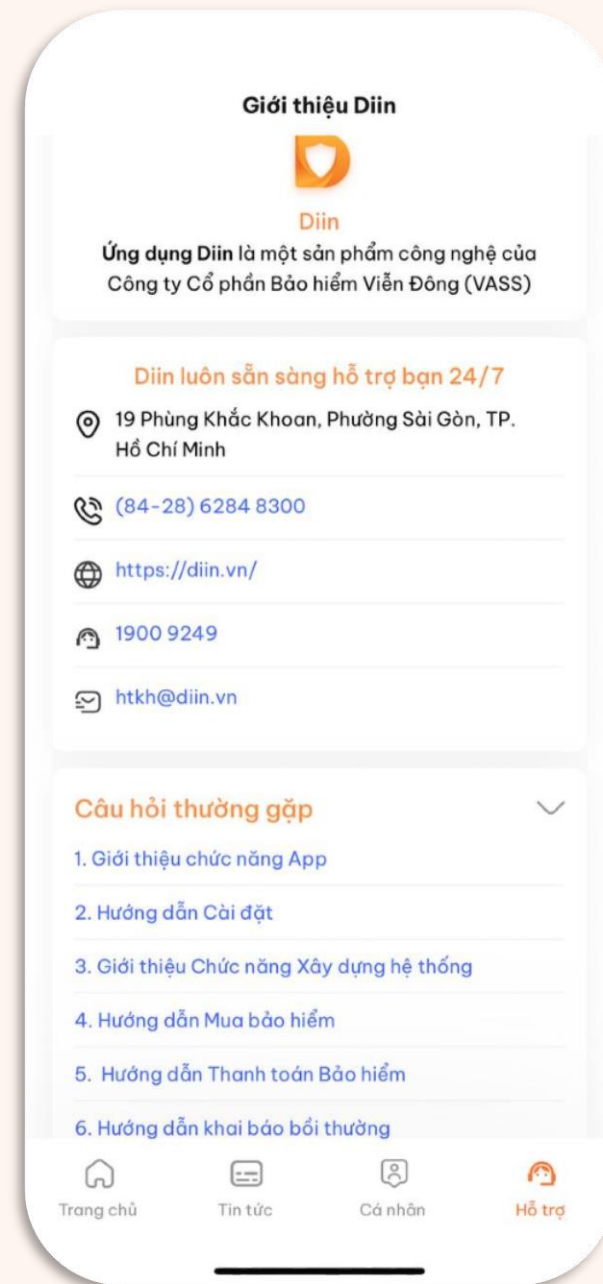 Giới thiệu Diin
Diin
Ứng dụng Diin là một sản phẩm công nghệ của
Công ty Cổ phần Bảo hiểm Viễn Đông (VASS)
Diin luôn sẵn sàng hỗ trợ bạn 24/7
19 Phùng Khắc Khoan, Phường Sài Gòn, TP.
Hồ Chí Minh
(84-28) 6284 8300
https://diin.vn/
1900 9249
htkh@diin.vn
Câu hỏi thường gặp
1. Giới thiệu chức năng App
2. Hướng dẫn Cài đặt
3. Giới thiệu Chức năng Xây dựng hệ thống
4. Hướng dẫn Mua bảo hiểm
5. Hướng dẫn Thanh toán Bảo hiểm
6. Hướng dẫn khai báo bồi thường
Trang chủ
Tin tức
Cá nhân
Hỗ trợ